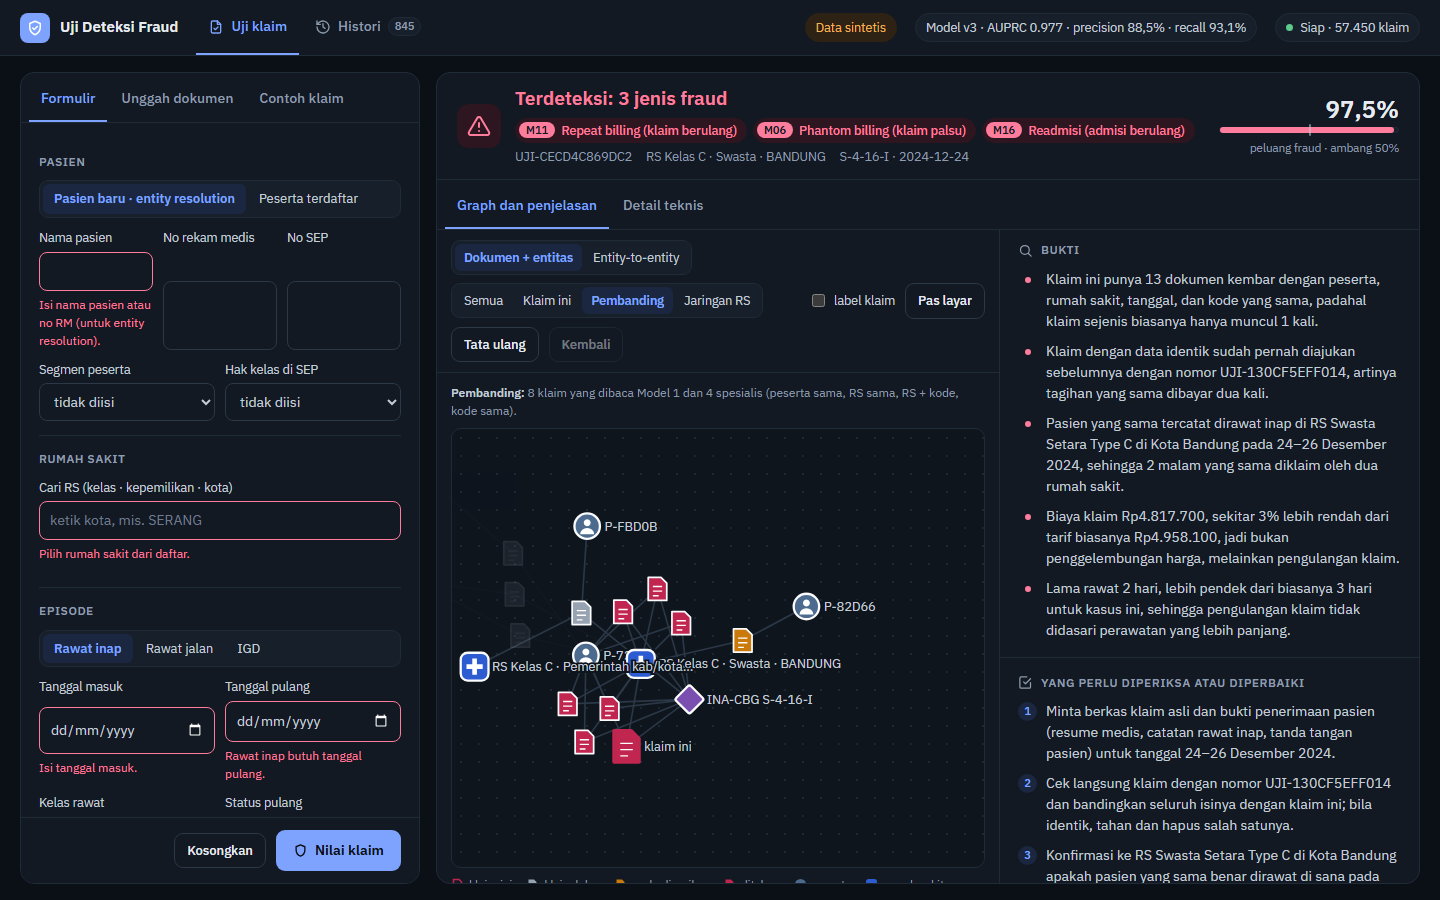 Uji Deteksi Fraud
Uji klaim
Histori 845
Data sintetis
Model v3 · AUPRC 0.977 · precision 88,5% · recall 93,1%
Siap · 57.450 klaim
Formulir
Unggah dokumen
Contoh klaim
PASIEN
Pasien baru · entity resolution
Peserta terdaftar
Nama pasien
No rekam medis
No SEP
Isi nama pasien atau
no RM (untuk entity
resolution).
Segmen peserta
Hak kelas di SEP
tidak diisi
tidak diisi
RUMAH SAKIT
Cari RS (kelas · kepemilikan · kota)
ketik kota, mis. SERANG
Pilih rumah sakit dari daftar.
EPISODE
Rawat inap
Rawat jalan
IGD
Tanggal masuk
Tanggal pulang
dd/mm/yyyy
dd/mm/yyyy
Isi tanggal masuk.
Rawat inap butuh tanggal
pulang.
Kelas rawat
Status pulang
Kosongkan
Nilai klaim
Terdeteksi: 3 jenis fraud
M11 Repeat billing (klaim berulang)
M06 Phantom billing (klaim palsu)
M16 Readmisi (admisi berulang)
UJI-CECD4C869DC2 RS Kelas C · Swasta · BANDUNG S-4-16-I · 2024-12-24
97,5%
peluang fraud · ambang 50%
Graph dan penjelasan
Detail teknis
Dokumen + entitas
Entity-to-entity
Semua
Klaim ini
Pembanding
Jaringan RS
label klaim
Pas layar
Tata ulang
Kembali
Pembanding: 8 klaim yang dibaca Model 1 dan 4 spesialis (peserta sama, RS sama, RS + kode,
kode sama).
P-FBD0B
P-82D66
RS Kelas C · Pemerintah kab/kota...
Kelas C · Swasta · BANDUNG
INA-CBG S-4-16-I
klaim ini
BUKTI
Klaim ini punya 13 dokumen kembar dengan peserta,
rumah sakit, tanggal, dan kode yang sama, padahal
klaim sejenis biasanya hanya muncul 1 kali.
Klaim dengan data identik sudah pernah diajukan
sebelumnya dengan nomor UJI-130CF5EFF014, artinya
tagihan yang sama dibayar dua kali.
Pasien yang sama tercatat dirawat inap di RS Swasta
Setara Type C di Kota Bandung pada 24–26 Desember
2024, sehingga 2 malam yang sama diklaim oleh dua
rumah sakit.
Biaya klaim Rp4.817.700, sekitar 3% lebih rendah dari
tarif biasanya Rp4.958.100, jadi bukan
penggelembungan harga, melainkan pengulangan klaim.
Lama rawat 2 hari, lebih pendek dari biasanya 3 hari
untuk kasus ini, sehingga pengulangan klaim tidak
didasari perawatan yang lebih panjang.
YANG PERLU DIPERIKSA ATAU DIPERBAIKI
1 Minta berkas klaim asli dan bukti penerimaan pasien
(resume medis, catatan rawat inap, tanda tangan
pasien) untuk tanggal 24–26 Desember 2024.
2 Cek langsung klaim dengan nomor UJI-130CF5EFF014
dan bandingkan seluruh isinya dengan klaim ini; bila
identik, tahan dan hapus salah satunya.
3 Konfirmasi ke RS Swasta Setara Type C di Kota Bandung
apakah pasien yang sama benar dirawat di sana pada